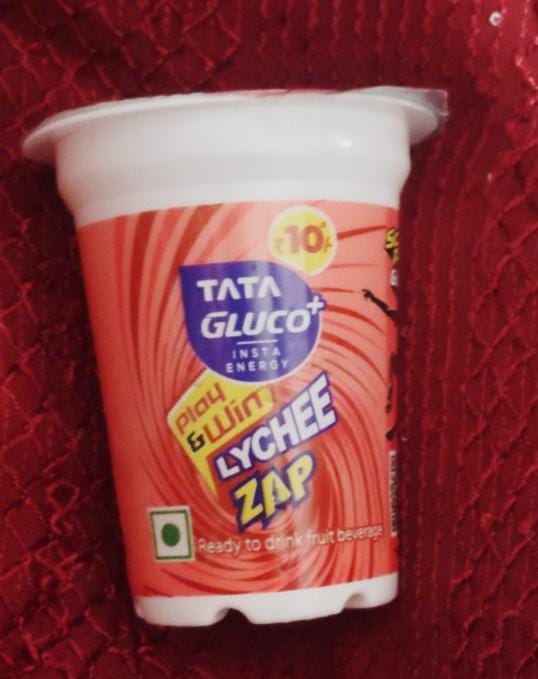 ₹10/-
TATA
GLUCO+
INSTA
ENERGY
Play
& Win
LYCHEE
ZAP
Ready to drink fruit beverage